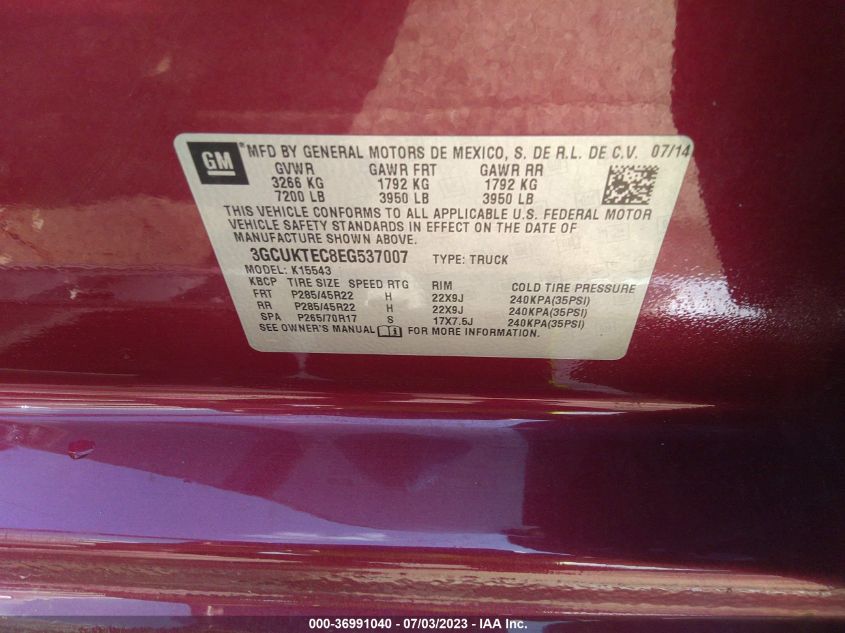 GM
® MFD BY GENERAL MOTORS DE MEXICO, S. DE R.L. DE C.V. 07/14
GVWR GAWR FRT GAWR RR
3266 KG 1792 KG 1792 KG
7200 LB 3950 LB 3950 LB
THIS VEHICLE CONFORMS TO ALL APPLICABLE U.S. FEDERAL MOTOR
VEHICLE SAFETY STANDARDS IN EFFECT ON THE DATE OF
MANUFACTURE SHOWN ABOVE.
3GCUKTEC8EG537007 TYPE: TRUCK
MODEL: K15543
KBCP TIRE SIZE SPEED RTG RIM COLD TIRE PRESSURE
FRT P285/45R22 H 22X9J 240KPA(35PSI)
RR P285/45R22 H 22X9J 240KPA(35PSI)
SPA P265/70R17 S 17X7.5J 240KPA(35PSI)
SEE OWNER'S MANUAL FOR MORE INFORMATION.
000-36991040 - 07/03/2023 - IAA Inc.